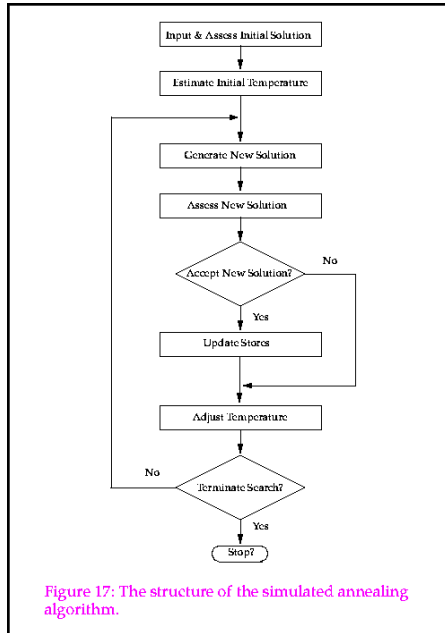 Input & Assess Initial Solution
Estimate Initial Temperature
Generate New Solution
Assess New Solution
Accept New Solution?
No
Yes
Update Stores
Adjust Temperature
No
Terminate Search?
Yes
Stop?
Figure 17: The structure of the simulated annealing
algorithm.